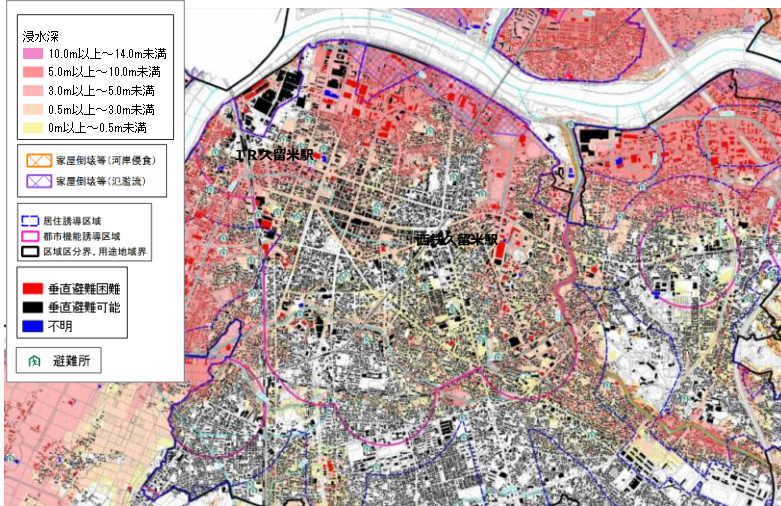 浸水深
10.0m以上～14.0m未満
5.0m以上～10.0m未満
3.0m以上～5.0m未満
0.5m以上～3.0m未満
0m以上～0.5m未満
家屋倒壊等(河岸侵食)
家屋倒壊等(氾濫流)
居住誘導区域
都市機能誘導区域
区域区分界、用途地域界
垂直避難困難
垂直避難可能
不明
避難所
JR久留米駅
西鉄久留米駅